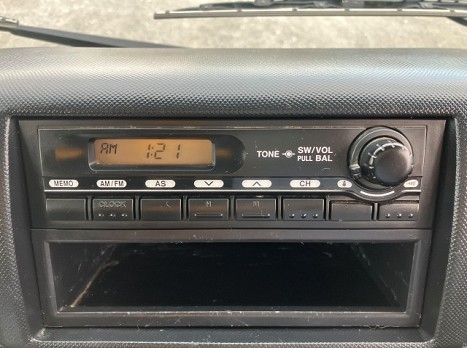 AM 1:21
TONE SW/VOL
PULL BAL
MEMO AM/FM AS CH
CLOCK H M